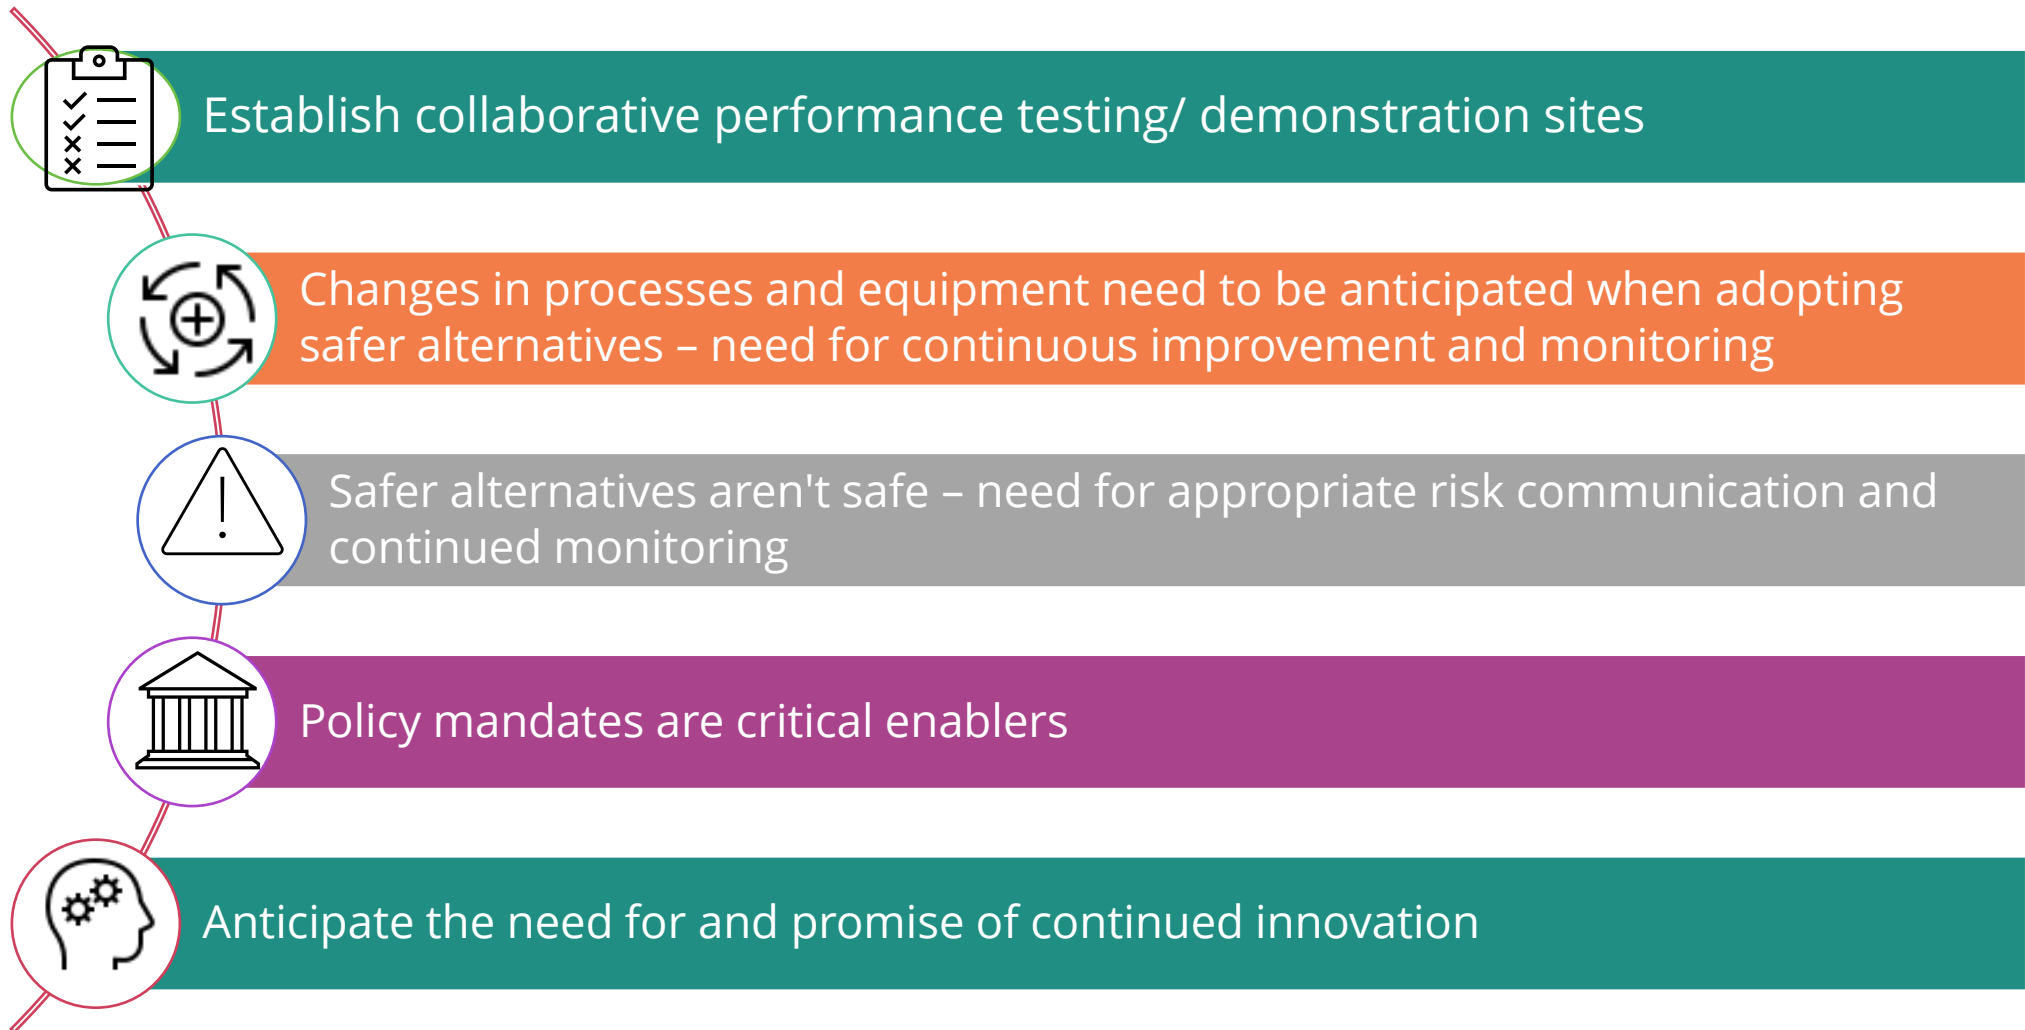 Establish collaborative performance testing/ demonstration sites
Changes in processes and equipment need to be anticipated when adopting
safer alternatives – need for continuous improvement and monitoring
Safer alternatives aren't safe – need for appropriate risk communication and
continued monitoring
Policy mandates are critical enablers
Anticipate the need for and promise of continued innovation